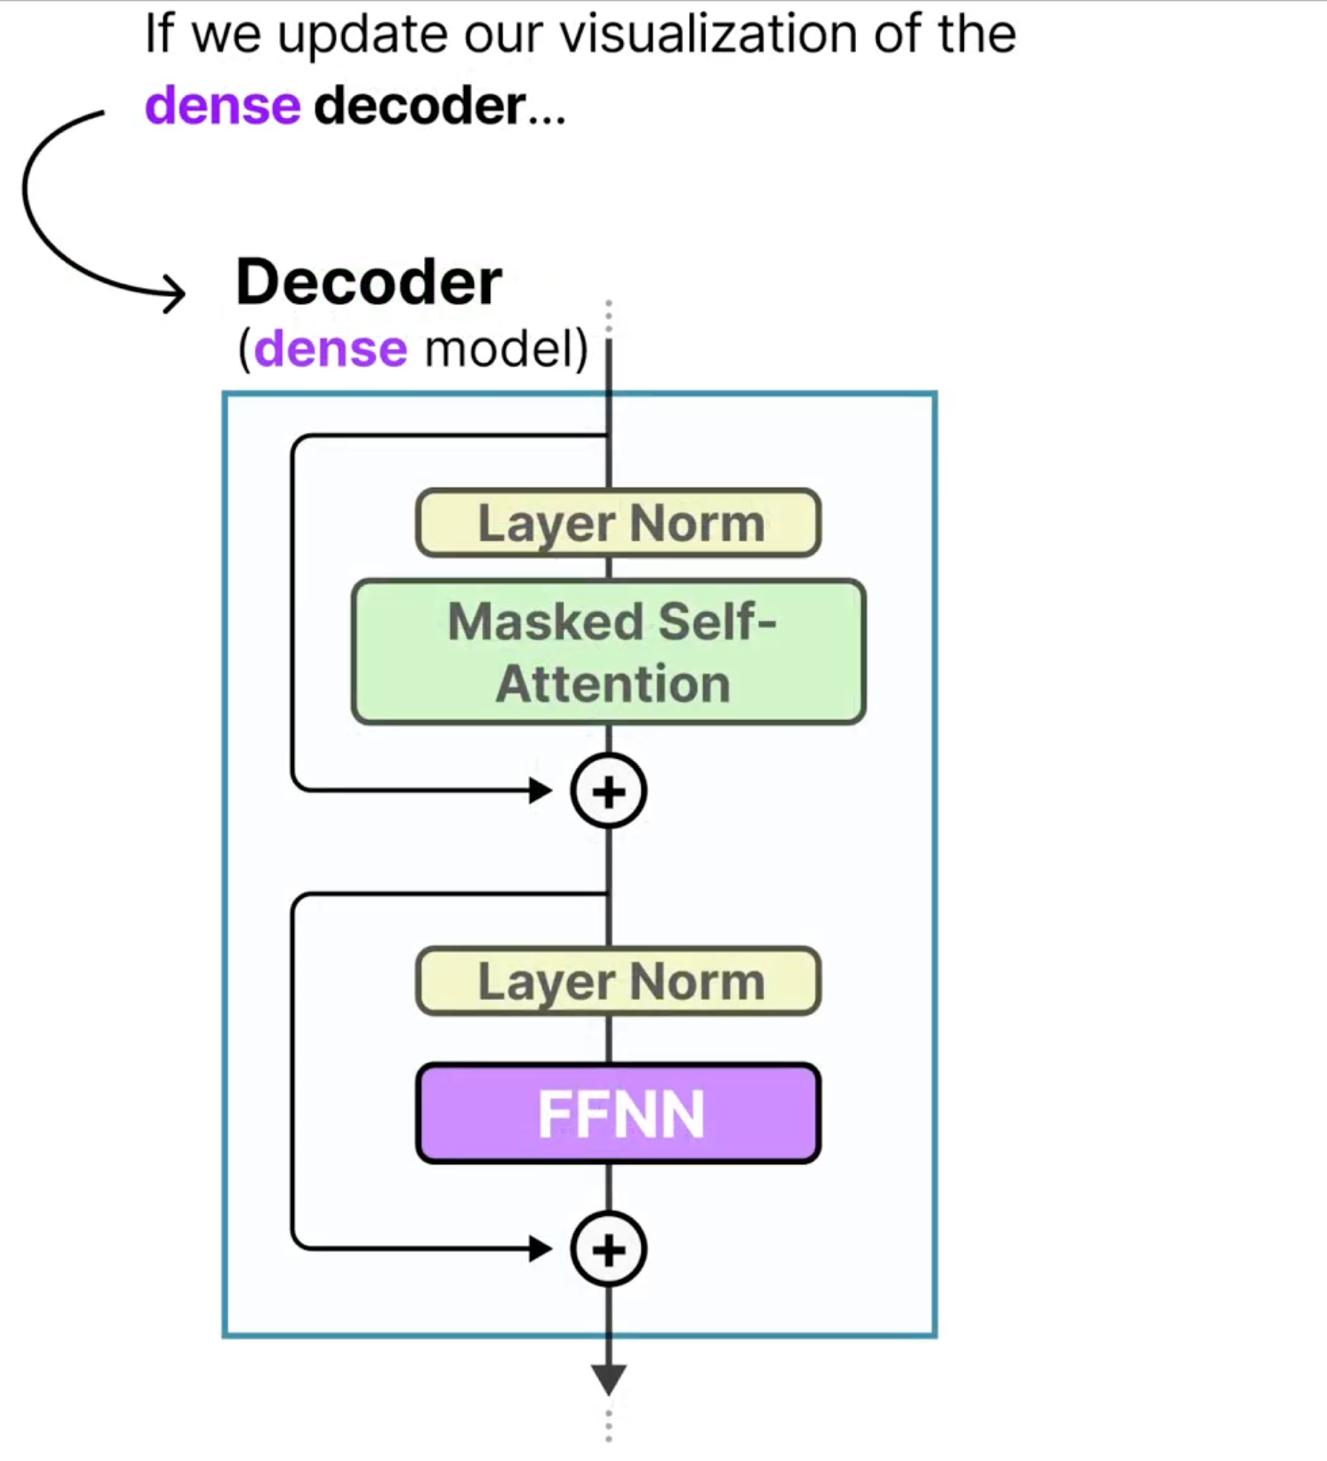 If we update our visualization of the
dense decoder...
Decoder
(dense model)
Layer Norm
Masked Self-
Attention
+
Layer Norm
FFNN
+